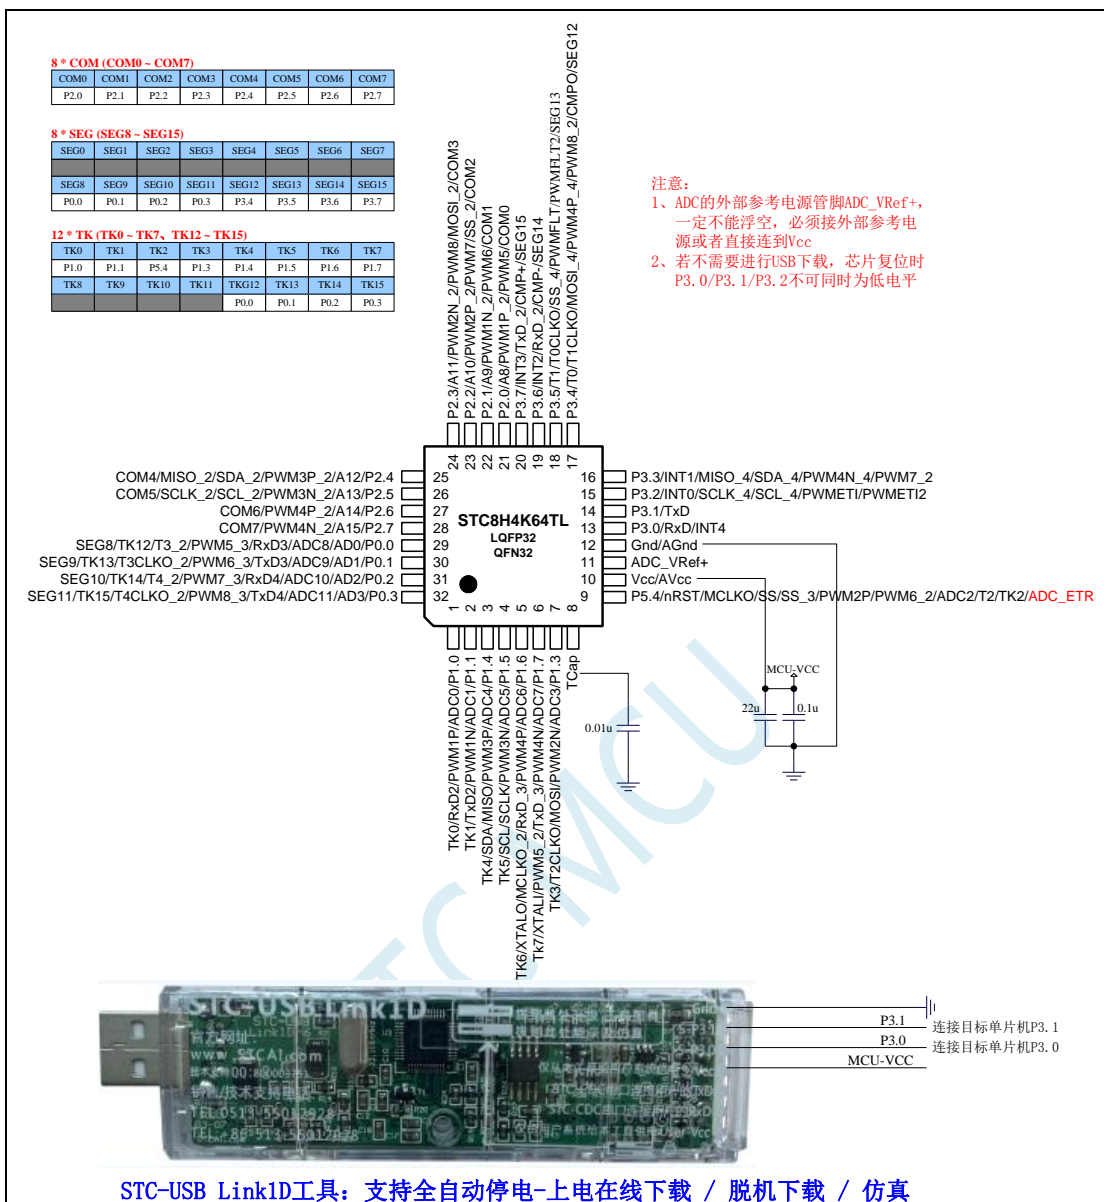 8 * COM (COM0 ~ COM7)
COM0 COM1 COM2 COM3 COM4 COM5 COM6 COM7
P2.0 P2.1 P2.2 P2.3 P2.4 P2.5 P2.6 P2.7
8 * SEG (SEG8 ~ SEG15)
SEG0 SEG1 SEG2 SEG3 SEG4 SEG5 SEG6 SEG7
SEG8 SEG9 SEG10 SEG11 SEG12 SEG13 SEG14 SEG15
P0.0 P0.1 P0.2 P0.3 P3.4 P3.5 P3.6 P3.7
12 * TK (TK0 ~ TK7、TK12 ~ TK15)
TK0 TK1 TK2 TK3 TK4 TK5 TK6 TK7
P1.0 P1.1 P5.4 P1.3 P1.4 P1.5 P1.6 P1.7
TK8 TK9 TK10 TK11 TKG12 TK13 TK14 TK15
P0.0 P0.1 P0.2 P0.3
注意：
1、ADC的外部参考电源管脚ADC_VRef+，
一定不能浮空，必须接外部参考电
源或者直接连到Vcc
2、若不需要进行USB下载，芯片复位时
P3.0/P3.1/P3.2不可同时为低电平
P2.3/A11/PWM2N_2/PWM8/MOSI_2/COM3
P2.2/A10/PWM2P_2/PWM7/SS_2/COM2
P2.1/A9/PWM1N_2/PWM6/COM1
P2.0/A8/PWM1P_2/PWM5/COM0
P3.7/INT3/TxD_2/CMP+/SEG15
P3.6/INT2/RxD_2/CMP-/SEG14
P3.5/T1/T0CLKO/SS_4/PWMFLT/PWMFLT2/SEG13
P3.4/T0/T1CLKO/MOSI_4/PWM4P_4/PWM8_2/CMPO/SEG12
24 23 22 21 20 19 18 17
COM4/MISO_2/SDA_2/PWM3P_2/A12/P2.4 25
COM5/SCLK_2/SCL_2/PWM3N_2/A13/P2.5 26
COM6/PWM4P_2/A14/P2.6 27
COM7/PWM4N_2/A15/P2.7 28
SEG8/TK12/T3_2/PWM5_3/RxD3/ADC8/AD0/P0.0 29
SEG9/TK13/T3CLKO_2/PWM6_3/TxD3/ADC9/AD1/P0.1 30
SEG10/TK14/T4_2/PWM7_3/RxD4/ADC10/AD2/P0.2 31
SEG11/TK15/T4CLKO_2/PWM8_3/TxD4/ADC11/AD3/P0.3 32
STC8H4K64TL
LQFP32
QFN32
16 P3.3/INT1/MISO_4/SDA_4/PWM4N_4/PWM7_2
15 P3.2/INT0/SCLK_4/SCL_4/PWMETI/PWMETI2
14 P3.1/TxD
13 P3.0/RxD/INT4
12 Gnd/AGnd
11 ADC_VRef+
10 Vcc/AVcc
9 P5.4/nRST/MCLKO/SS/SS_3/PWM2P/PWM6_2/ADC2/T2/TK2/ADC_ETR
1 2 3 4 5 6 7 8
TK0/RxD2/PWM1P/ADC0/P1.0
TK1/TxD2/PWM1N/ADC1/P1.1
TK4/SDA/MISO/PWM3P/ADC4/P1.4
TK5/SCL/SCLK/PWM3N/ADC5/P1.5
TK6/XTALO/MCLKO_2/RxD_3/PWM4P/ADC6/P1.6
Tk7/XTALI/PWM5_2/TxD_3/PWM4N/ADC7/P1.7
TK3/T2CLKO/MOSI/PWM2N/ADC3/P1.3
TCap
0.01u
MCU-VCC
22u 0.1u
STC MCU
STC-USB Link1D
官方网址：
www.STCAI.com
TEL:0513-55012928
Gnd
P3.1 连接目标单片机P3.1
P3.0 连接目标单片机P3.0
MCU-VCC
STC-USB Link1D工具：支持全自动停电-上电在线下载 / 脱机下载 / 仿真